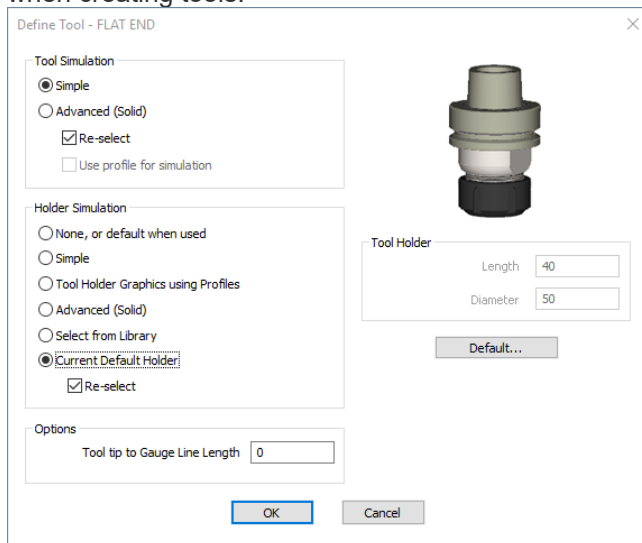 when creating tools.
Define Tool - FLAT END
Tool Simulation
Simple
Advanced (Solid)
Re-select
Use profile for simulation
Holder Simulation
None, or default when used
Simple
Tool Holder Graphics using Profiles
Advanced (Solid)
Select from Library
Current Default Holder
Re-select
Tool Holder
Length 40
Diameter 50
Default...
Options
Tool tip to Gauge Line Length 0
OK Cancel